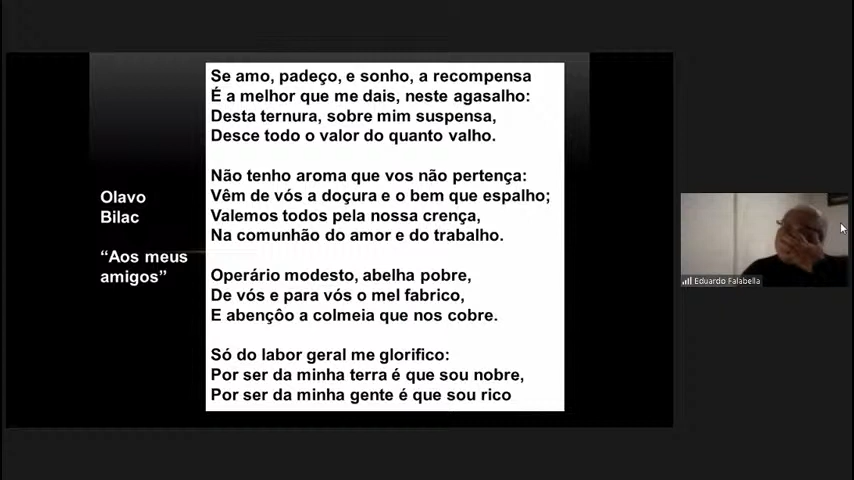 Olavo
Bilac
“Aos meus
amigos”
Se amo, padeço, e sonho, a recompensa
É a melhor que me dais, neste agasalho:
Desta ternura, sobre mim suspensa,
Desce todo o valor do quanto valho.
Não tenho aroma que vos não pertença:
Vêm de vós a doçura e o bem que espalho;
Valemos todos pela nossa crença,
Na comunhão do amor e do trabalho.
Operário modesto, abelha pobre,
De vós e para vós o mel fabrico,
E abençôo a colmeia que nos cobre.
Só do labor geral me glorifico:
Por ser da minha terra é que sou nobre,
Por ser da minha gente é que sou rico
Eduardo Falabella